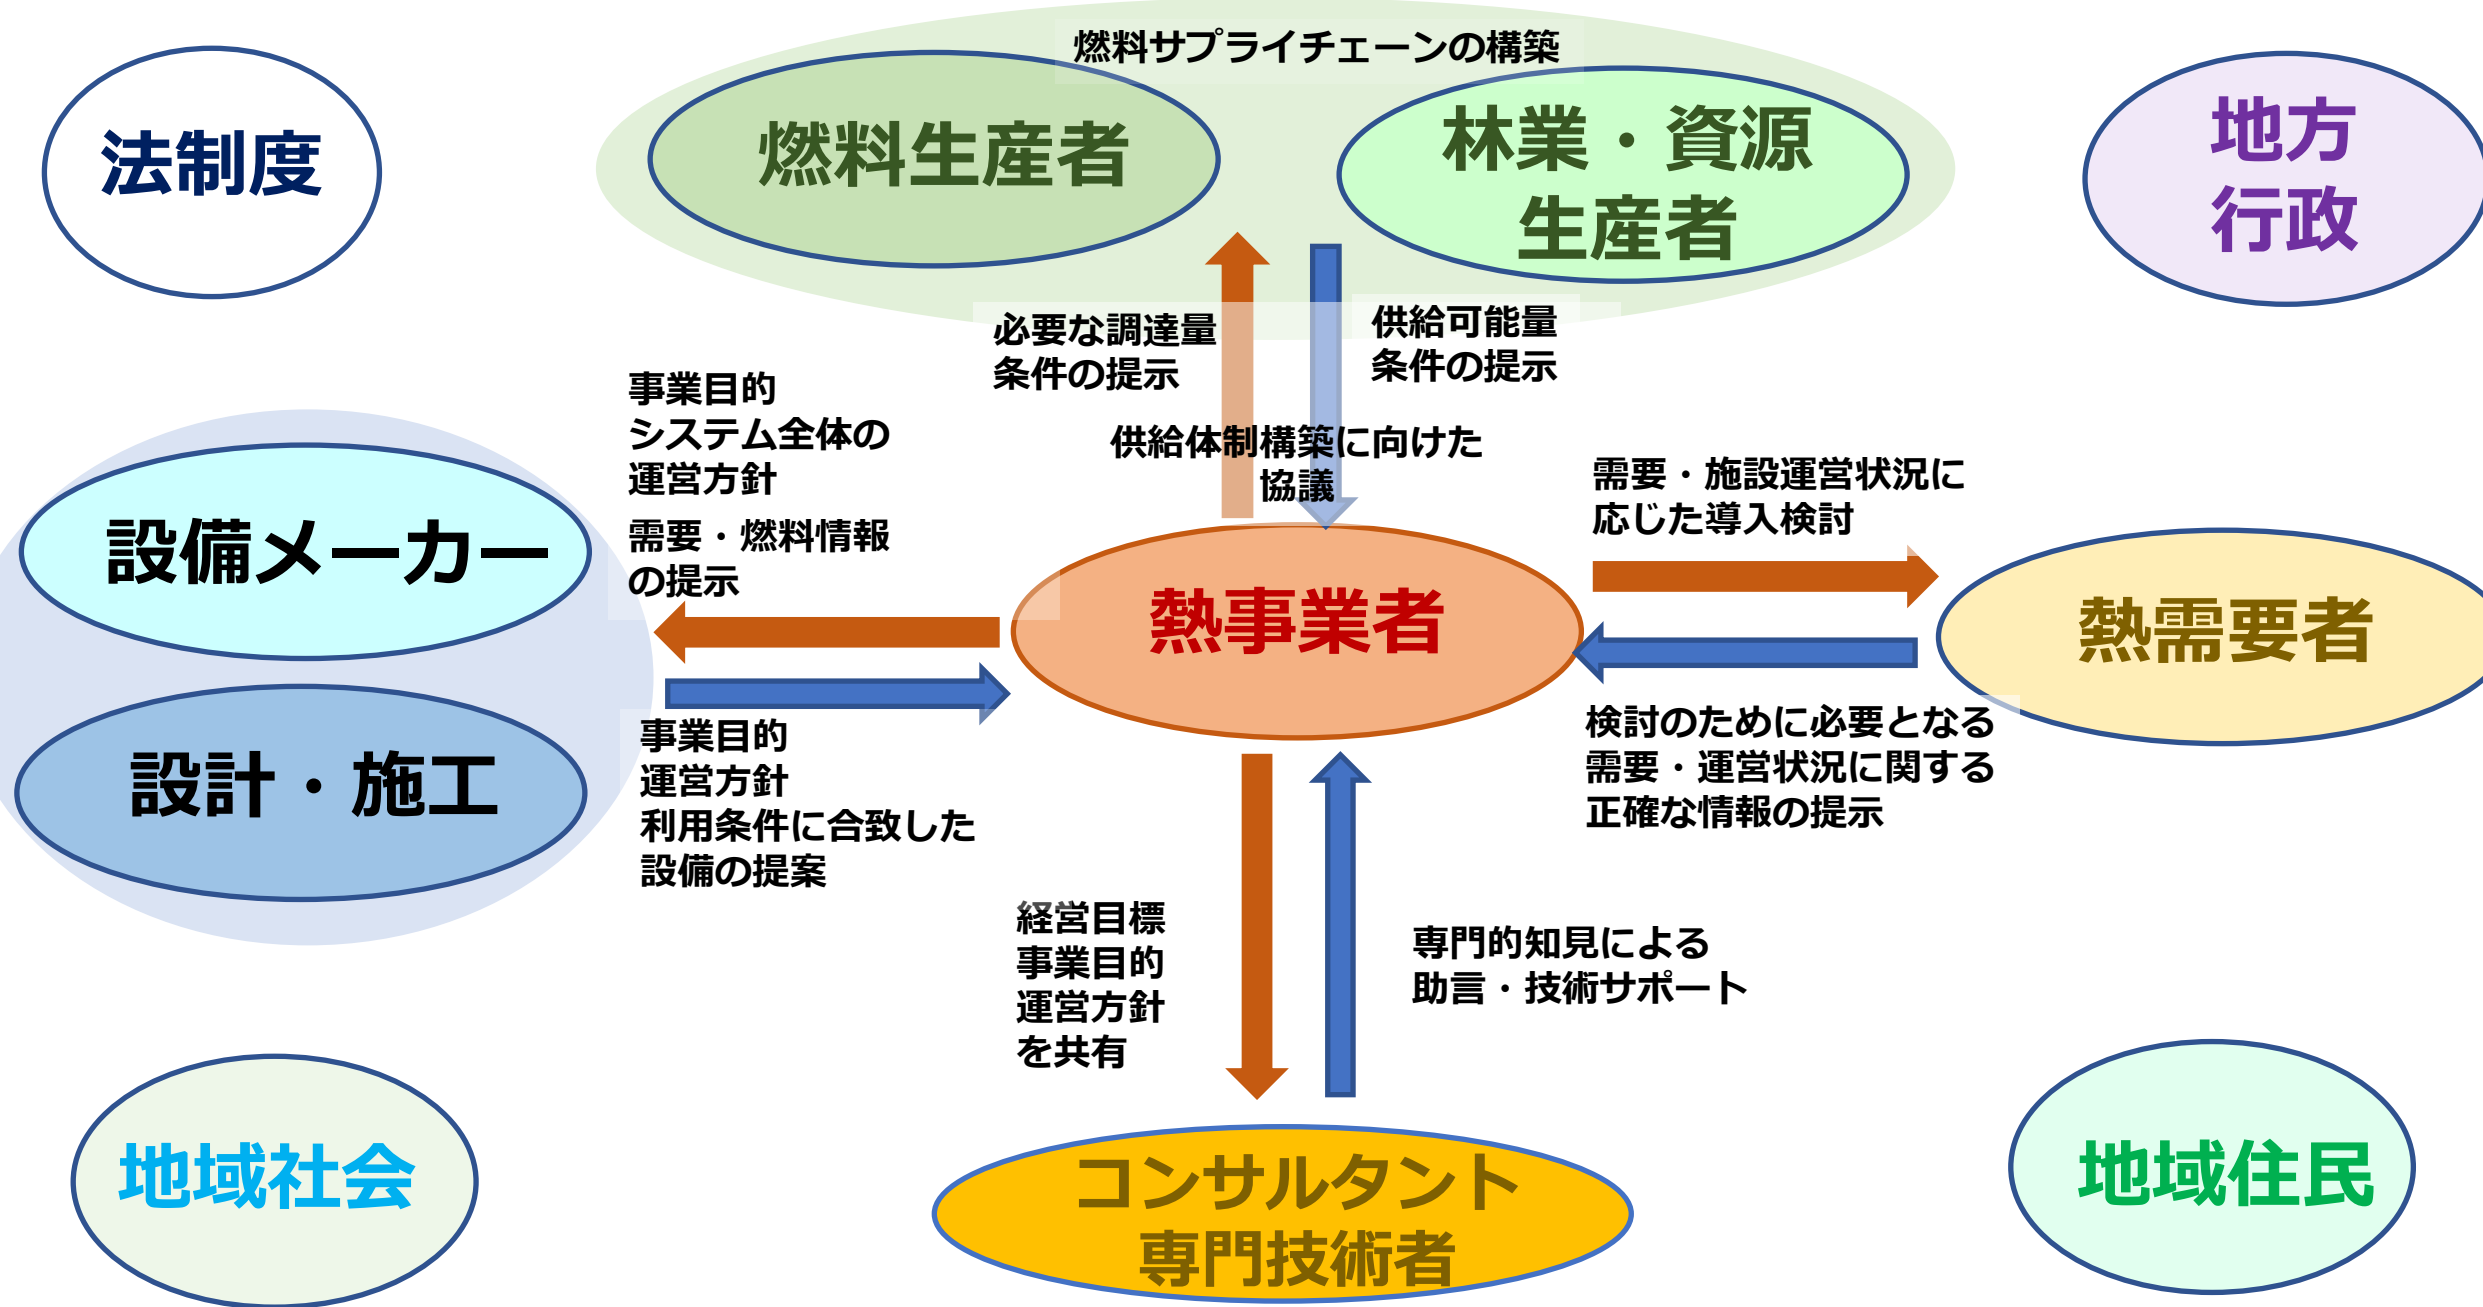 燃料サプライチェーンの構築
法制度
燃料生産者
林業・資源
生産者
地方
行政
必要な調達量
条件の提示
供給可能量
条件の提示
供給体制構築に向けた
協議
事業目的
システム全体の
運営方針
需要・燃料情報
の提示
設備メーカー
設計・施工
事業目的
運営方針
利用条件に合致した
設備の提案
熱事業者
需要・施設運営状況に
応じた導入検討
熱需要者
検討のために必要となる
需要・運営状況に関する
正確な情報の提示
経営目標
事業目的
運営方針
を共有
専門的知見による
助言・技術サポート
地域社会
コンサルタント
専門技術者
地域住民